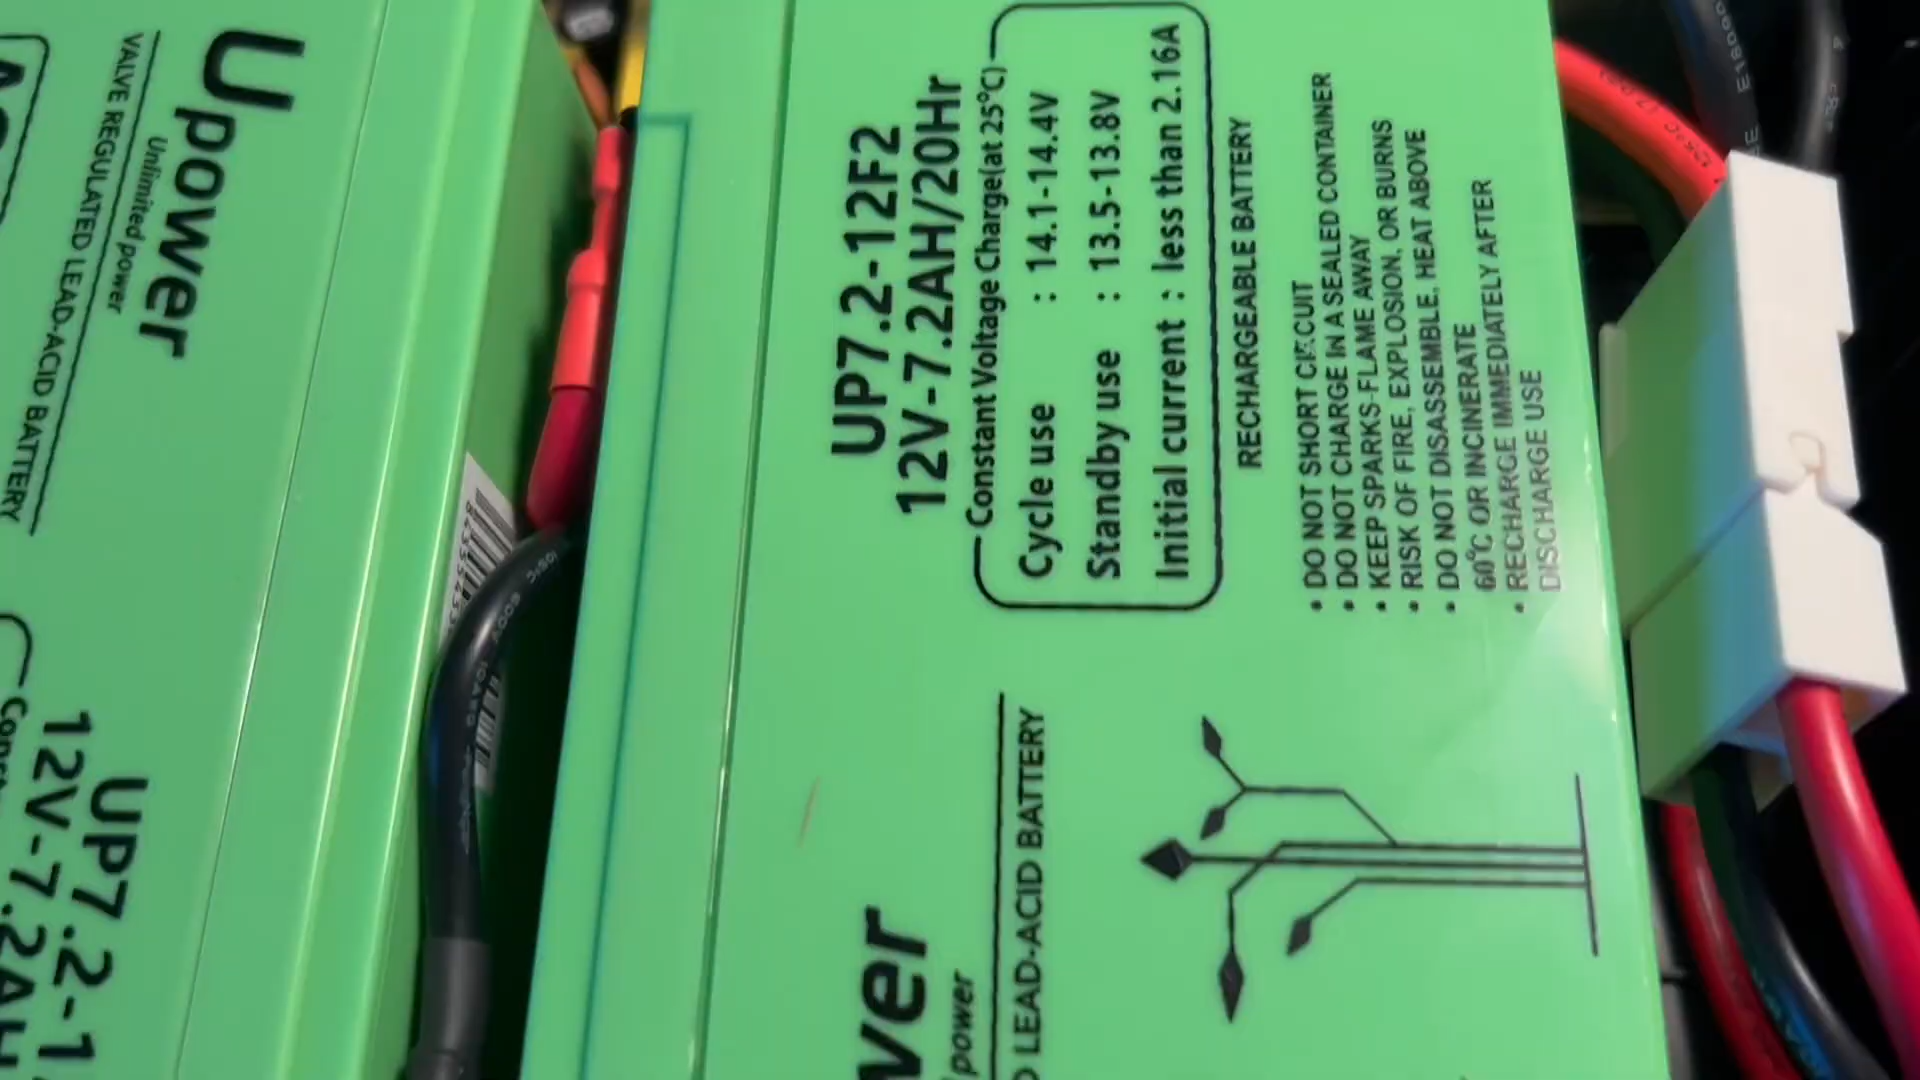 Upower
Unlimited power
VALVE REGULATED LEAD-ACID BATTERY
UP7.2-1
12V-7.2AH
UP7.2-12F2
12V-7.2AH/20Hr
Constant Voltage Charge(at 25°C)
Cycle use : 14.1-14.4V
Standby use : 13.5-13.8V
Initial current : less than 2.16A
RECHARGEABLE BATTERY
• DO NOT SHORT CIRCUIT
• DO NOT CHARGE IN A SEALED CONTAINER
• KEEP SPARKS-FLAME AWAY
• RISK OF FIRE, EXPLOSION, OR BURNS
• DO NOT DISASSEMBLE, HEAT ABOVE
60°C OR INCINERATE
• RECHARGE IMMEDIATELY AFTER
DISCHARGE USE
wer
power
LEAD-ACID BATTERY
600V
105°C